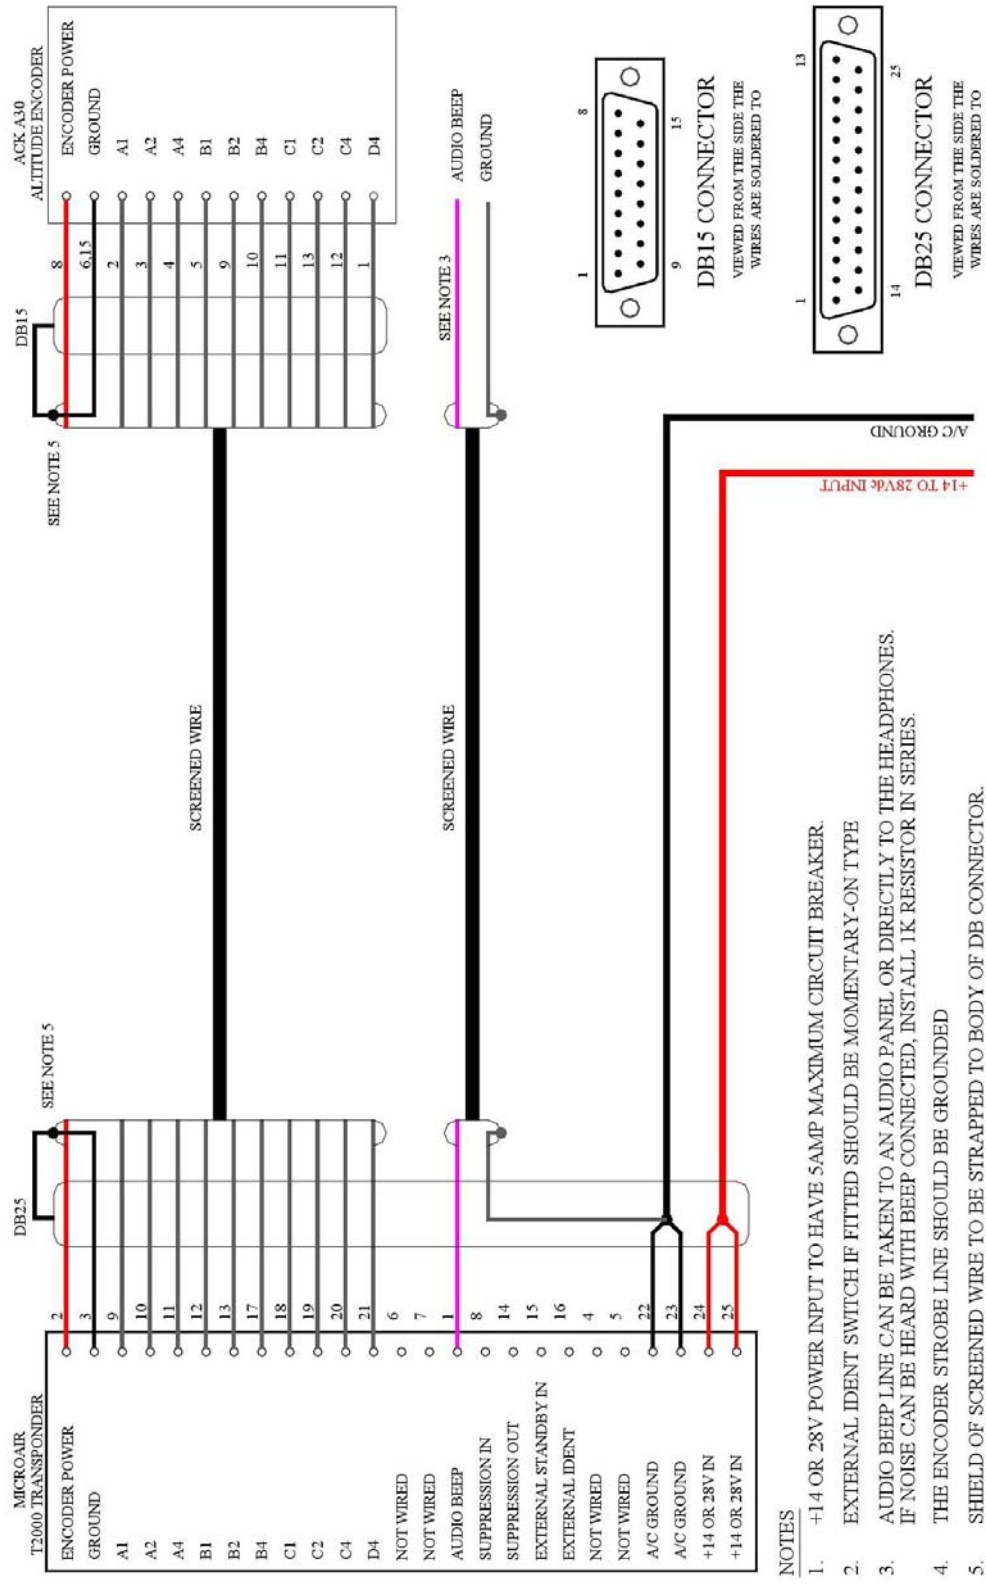 MICROAIR
T2000 TRANSPONDER
ENCODER POWER 2
GROUND 3
A1 9
A2 10
A4 11
B1 12
B2 13
B4 17
C1 18
C2 19
C4 20
D4 21
NOT WIRED 6
NOT WIRED 7
AUDIO BEEP 1
SUPPRESSION IN 8
SUPPRESSION OUT 14
EXTERNAL STANDBY IN 15
EXTERNAL IDENT 16
NOT WIRED 4
NOT WIRED 5
A/C GROUND 22
A/C GROUND 23
+14 OR 28V IN 24
+14 OR 28V IN 25
DB25
SEE NOTE 5
SCREENED WIRE
SCREENED WIRE
SEE NOTE 5
DB15
ACK A30
ALTITUDE ENCODER
8 ENCODER POWER
6,15 GROUND
2 A1
3 A2
4 A4
5 B1
9 B2
10 B4
11 C1
13 C2
12 C4
1 D4
SEE NOTE 3
AUDIO BEEP
GROUND
1 8
9 15
DB15 CONNECTOR
VIEWED FROM THE SIDE THE
WIRES ARE SOLDERED TO
1 13
14 25
DB25 CONNECTOR
VIEWED FROM THE SIDE THE
WIRES ARE SOLDERED TO
A/C GROUND
+14 TO 28Vdc INPUT
NOTES
1. +14 OR 28V POWER INPUT TO HAVE 5AMP MAXIMUM CIRCUIT BREAKER.
2. EXTERNAL IDENT SWITCH IF FITTED SHOULD BE MOMENTARY-ON TYPE
3. AUDIO BEEP LINE CAN BE TAKEN TO AN AUDIO PANEL OR DIRECTLY TO THE HEADPHONES.
IF NOISE CAN BE HEARD WITH BEEP CONNECTED, INSTALL 1K RESISTOR IN SERIES.
4. THE ENCODER STROBE LINE SHOULD BE GROUNDED
5. SHIELD OF SCREENED WIRE TO BE STRAPPED TO BODY OF DB CONNECTOR.